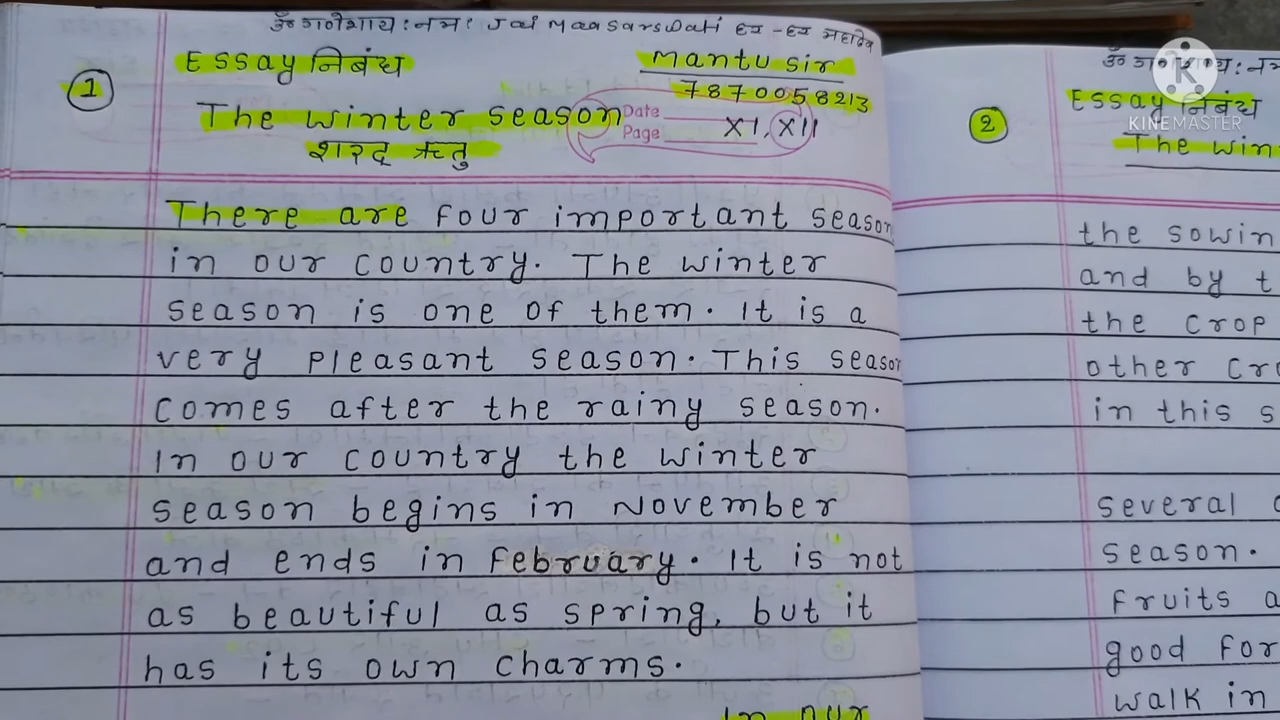 ॐ गणेशाय: नम: Jai Maa Sarswati हर-हर महादेव
1
Essay निबंध
Mantu sir
7870058213
The winter season
शरद ऋतु
Date
Page
XI, XII
There are four important season
in our country. The winter
season is one of them. It is a
very pleasant season. This season
comes after the rainy season.
In our country the winter
season begins in November
and ends in february. It is not
as beautiful as spring, but it
has its own charms.
In our
ॐ गणेशाय: नम
2
Essay निबंध
The win
the sowin
and by t
the crop
other cro
in this s
several
season.
fruits a
good for
walk in
K
KINEMASTER